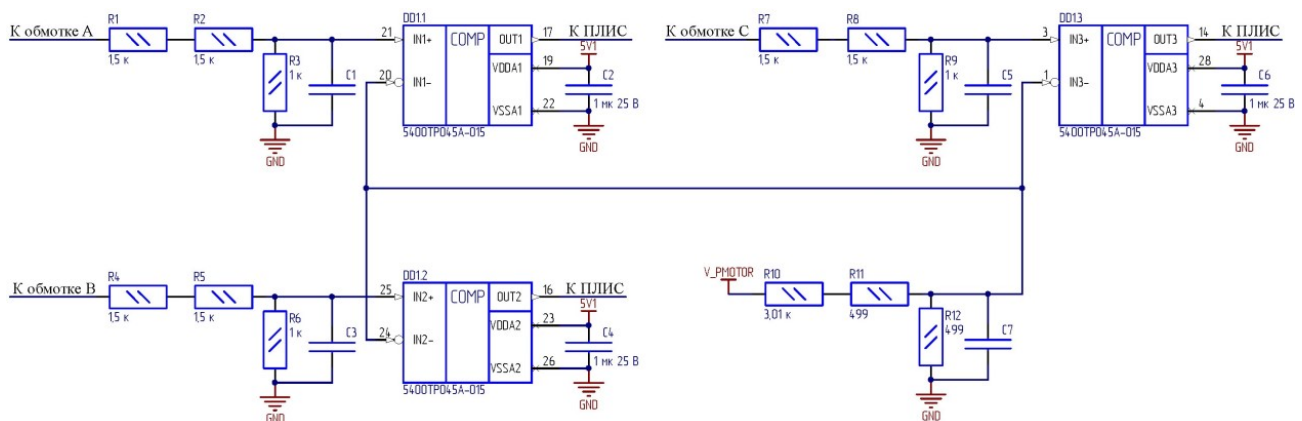 К обмотке A
R1
1,5 к
R2
1,5 к
R3
1 к
C1
DD1.1
21
IN1+
20
IN1-
COMP
OUT1
17
К ПЛИС
VDDA1
19
5V1
C2
1 мк 25 В
VSSA1
22
5400ТР045А-015
GND
GND
К обмотке C
R7
1,5 к
R8
1,5 к
R9
1 к
C5
DD1.3
3
IN3+
1
IN3-
COMP
OUT3
14
К ПЛИС
VDDA3
28
5V1
C6
1 мк 25 В
VSSA3
4
5400ТР045А-015
GND
GND
К обмотке B
R4
1,5 к
R5
1,5 к
R6
1 к
C3
DD1.2
25
IN2+
24
IN2-
COMP
OUT2
16
К ПЛИС
VDDA2
23
5V1
C4
1 мк 25 В
VSSA2
26
5400ТР045А-015
GND
GND
V_PMOTOR
R10
3,01 к
R11
499
R12
499
C7
GND